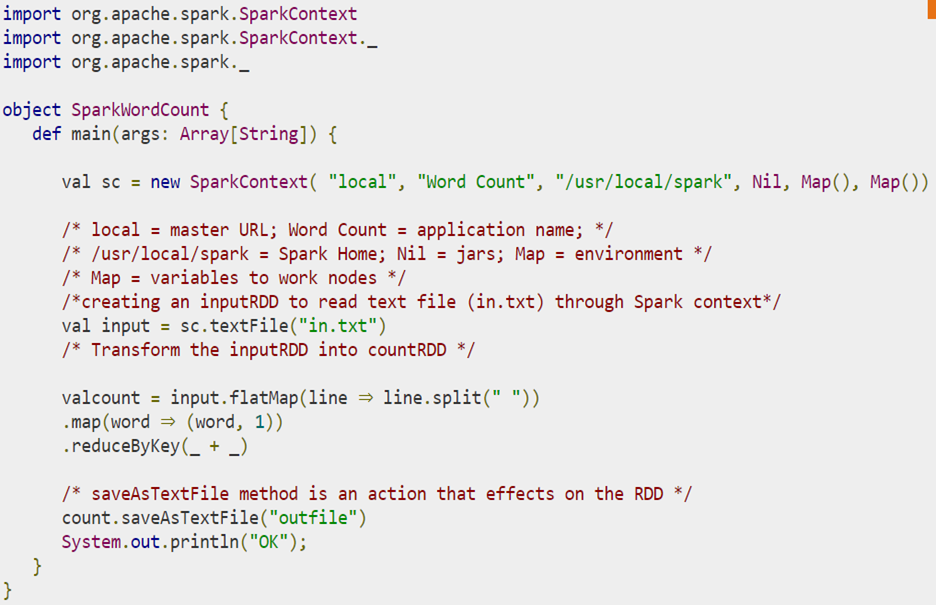 import org.apache.spark.SparkContext
import org.apache.spark.SparkContext._
import org.apache.spark._
object SparkWordCount {
def main(args: Array[String]) {
val sc = new SparkContext( "local", "Word Count", "/usr/local/spark", Nil, Map(), Map())
/* local = master URL; Word Count = application name; */
/* /usr/local/spark = Spark Home; Nil = jars; Map = environment */
/* Map = variables to work nodes */
/*creating an inputRDD to read text file (in.txt) through Spark context*/
val input = sc.textFile("in.txt")
/* Transform the inputRDD into countRDD */
valcount = input.flatMap(line ⇒ line.split(" "))
.map(word ⇒ (word, 1))
.reduceByKey(_ + _)
/* saveAsTextFile method is an action that effects on the RDD */
count.saveAsTextFile("outfile")
System.out.println("OK");
}
}